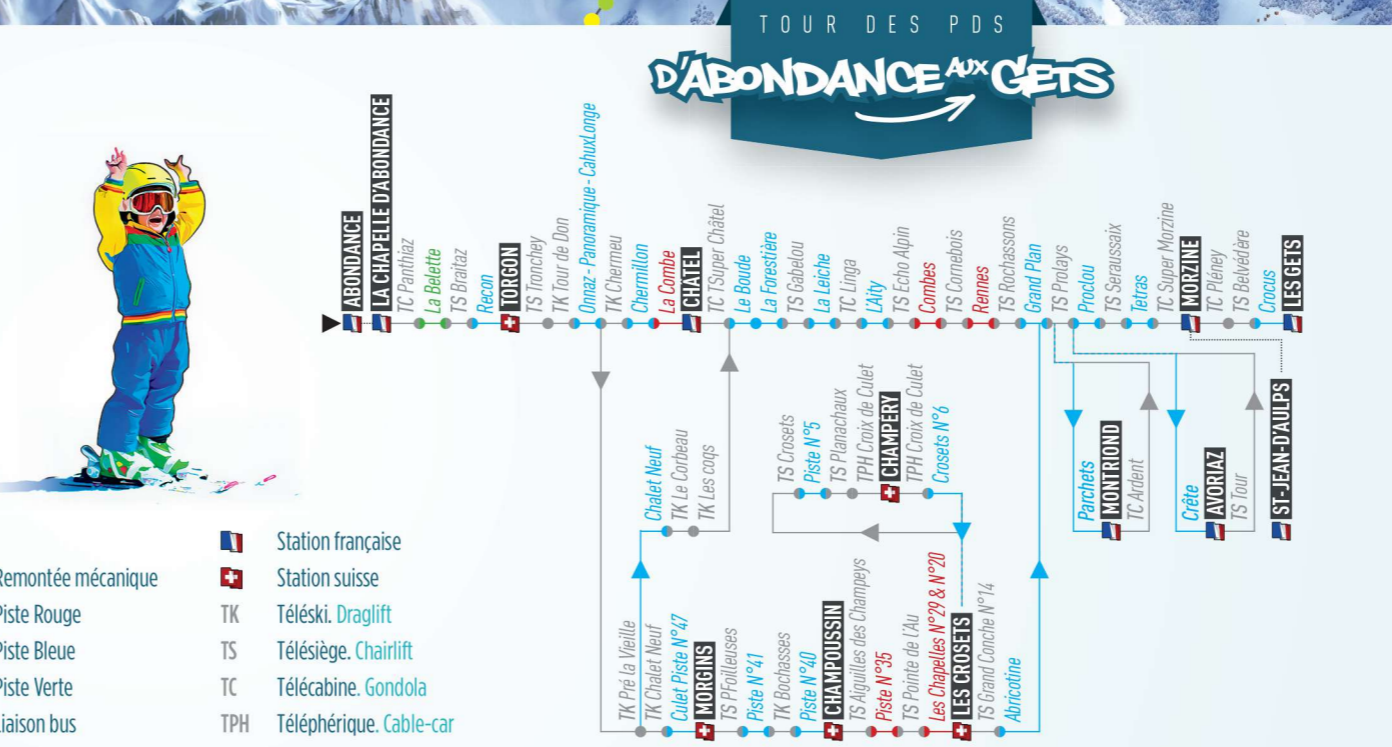 TOUR DES PDS
D'ABONDANCE AUX GETS
ABONDANCE
LA CHAPELLE D'ABONDANCE
TC Panthiaz
La Belette
TS Braitaz
Recon
TORGON
TS Tronchey
TK Tour de Don
Onnaz - Panoramique - CahuxLonge
TK Chermeu
Chermillon
La Combe
CHÂTEL
TC TSuper Châtel
Le Boude
La Forestière
TS Gabelou
La Leiche
TC Linga
L'Aity
TS Echo Alpin
Combes
TS Cornebois
Rennes
TS Rochassons
Grand Plan
TS Prolays
Proclou
TS Seraussaix
Tetras
TC Super Morzine
MORZINE
TC Pléney
TS Belvédère
Crocus
LES GETS
Chalet Neuf
TK Le Corbeau
TK Les coqs
TS Crosets
Piste N°5
TS Planachaux
TPH Croix de Culet
CHAMPERY
TPH Croix de Culet
Crosets N°6
Parchets
MONTRIOND
TC Ardent
Crête
AVORIAZ
TS Tour
ST-JEAN-D'AULPS
TK Pré la Vieille
TK Chalet Neuf
Culet Piste N°47
MORGINS
TS PFoilleuses
Piste N°41
TK Bochasses
Piste N°40
CHAMPOUSSIN
TS Aiguilles des Champeys
Piste N°35
TS Pointe de l'Au
Les Chapelles N°29 & N°20
LES CROSETS
TS Grand Conche N°14
Abricotine
Station française
Remontée mécanique
Station suisse
Piste Rouge
TK Téléski. Draglift
Piste Bleue
TS Télésiège. Chairlift
Piste Verte
TC Télécabine. Gondola
Liaison bus
TPH Téléphérique. Cable-car